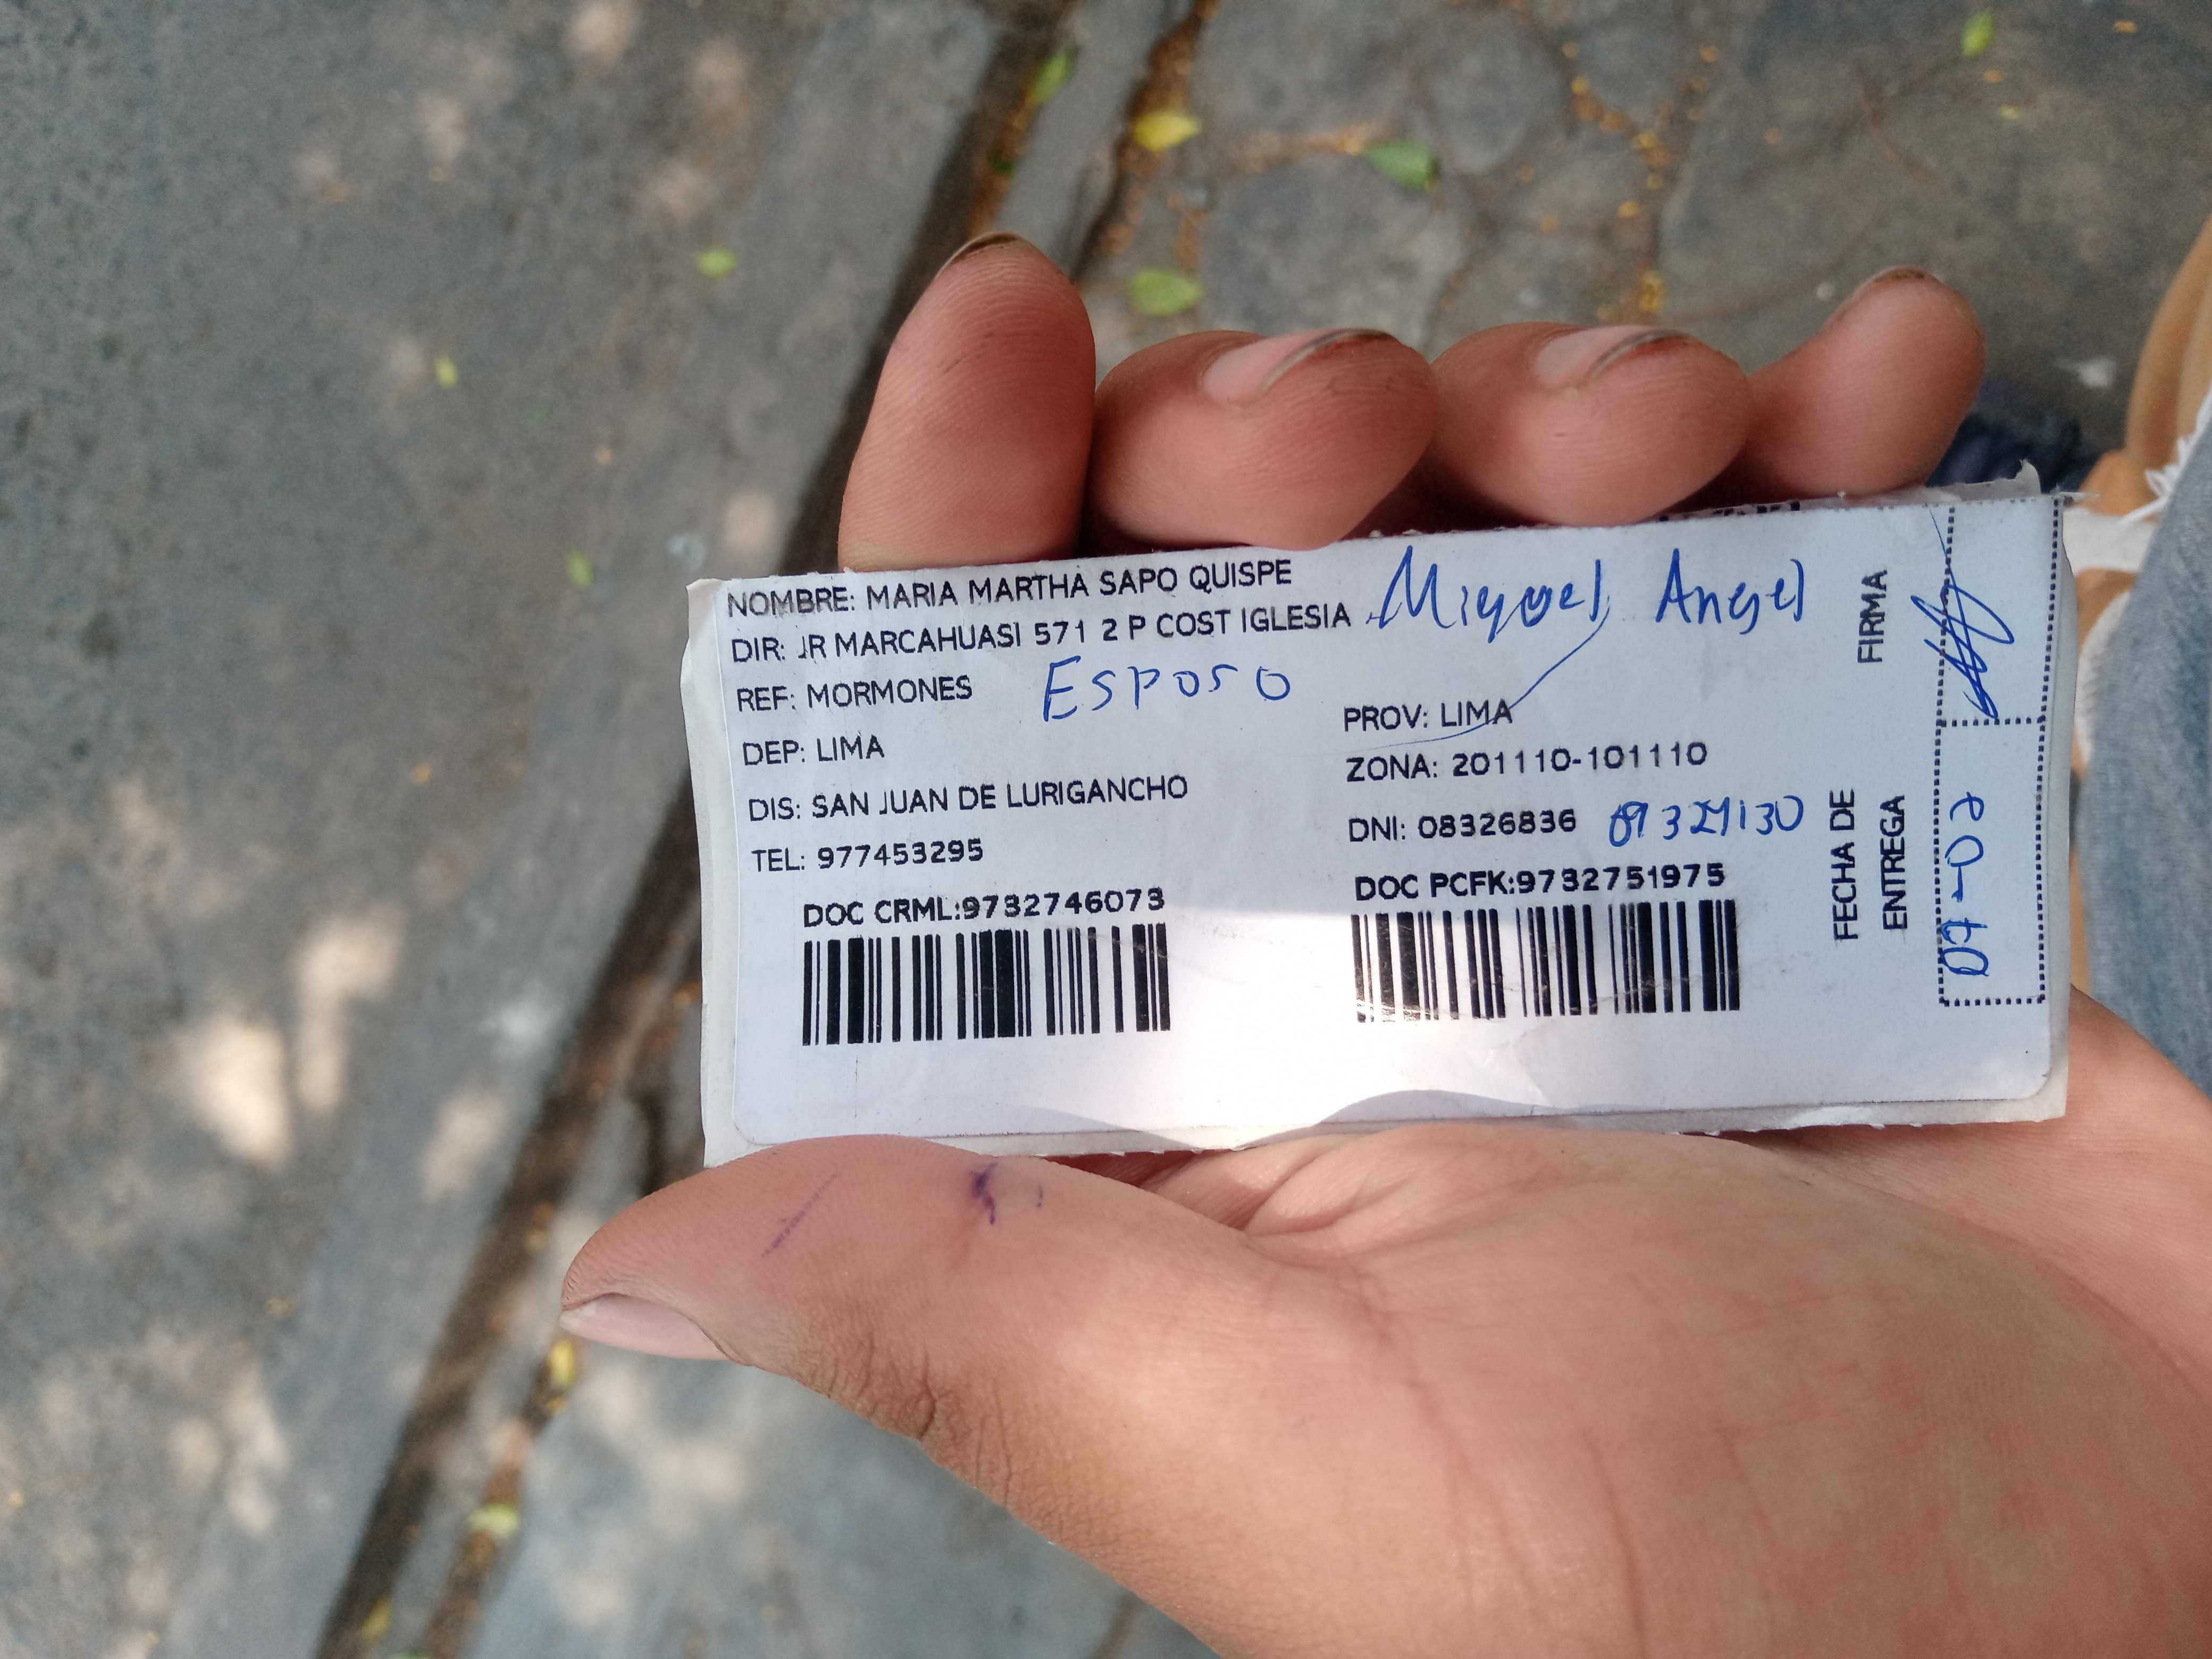 NOMBRE: MARIA MARTHA SAPO QUISPE
DIR: JR MARCAHUASI 571 2 P COST IGLESIA
Miguel Angel
REF: MORMONES
Esposo
DEP: LIMA
PROV: LIMA
DIS: SAN JUAN DE LURIGANCHO
ZONA: 201110-101110
TEL: 977453295
DNI: 08326836
DOC CRML:9732746073
DOC PCFK:9732751975
FIRMA
FECHA DE
ENTREGA